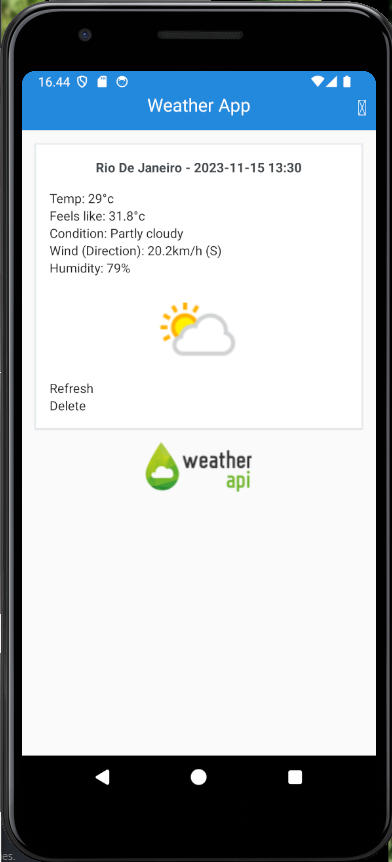 16.44
Weather App
Rio De Janeiro - 2023-11-15 13:30
Temp: 29°c
Feels like: 31.8°c
Condition: Partly cloudy
Wind (Direction): 20.2km/h (S)
Humidity: 79%
Refresh
Delete
weather
api
es.